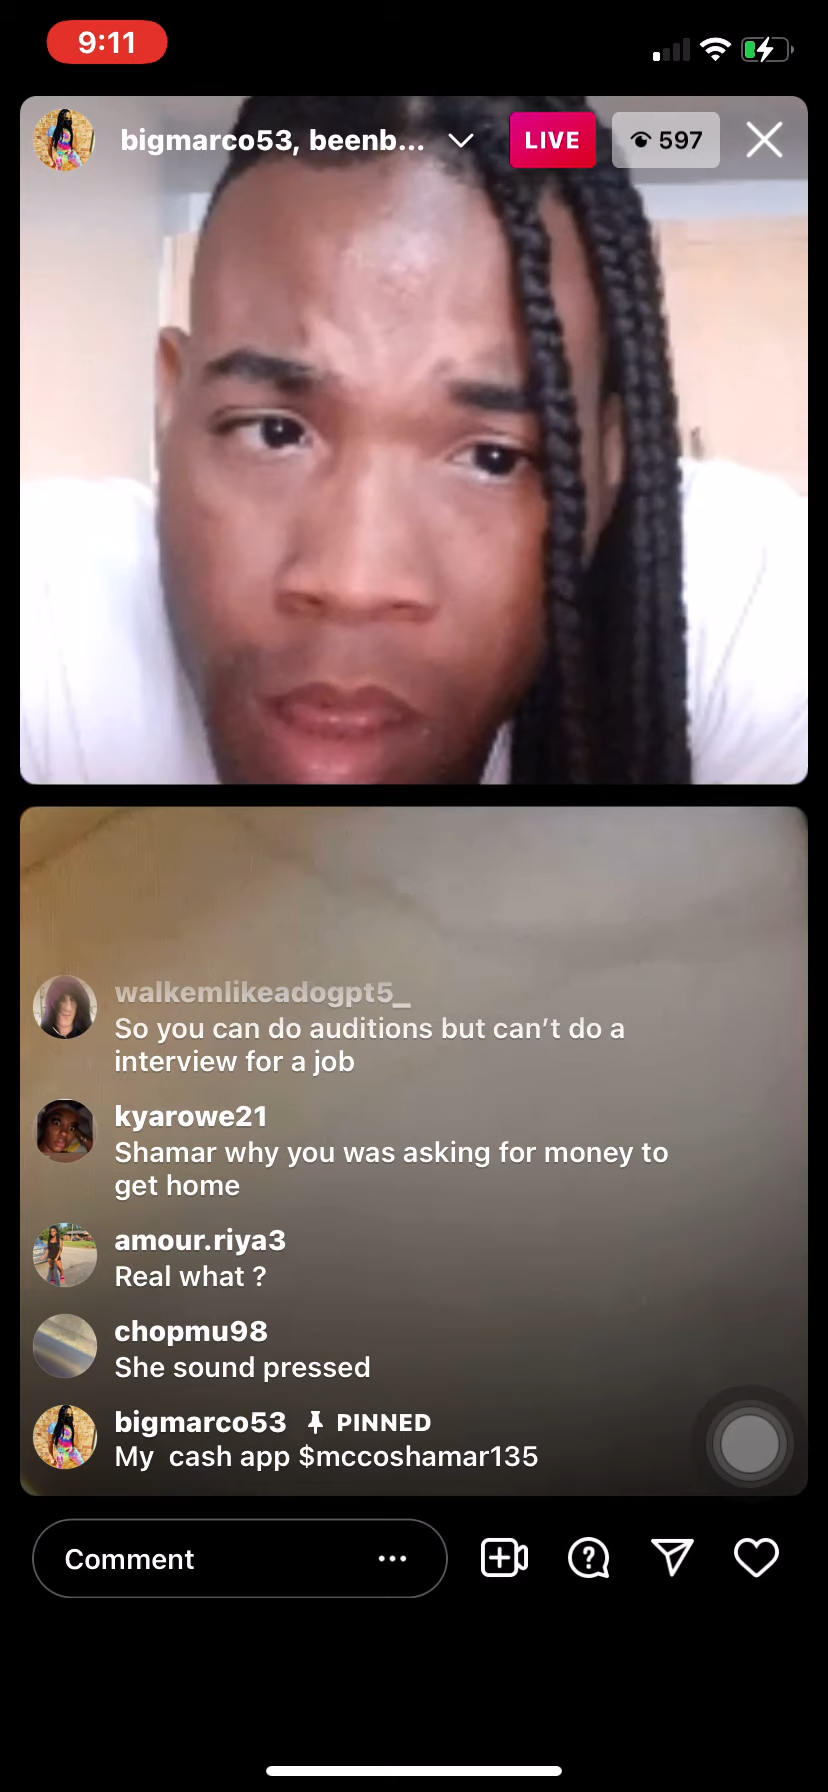 9:11
bigmarco53, beenb...
LIVE
597
walkemlikeadogpt5_
So you can do auditions but can't do a
interview for a job
kyarowe21
Shamar why you was asking for money to
get home
amour.riya3
Real what ?
chopmu98
She sound pressed
bigmarco53 PINNED
My cash app $mccoshamar135
Comment ...